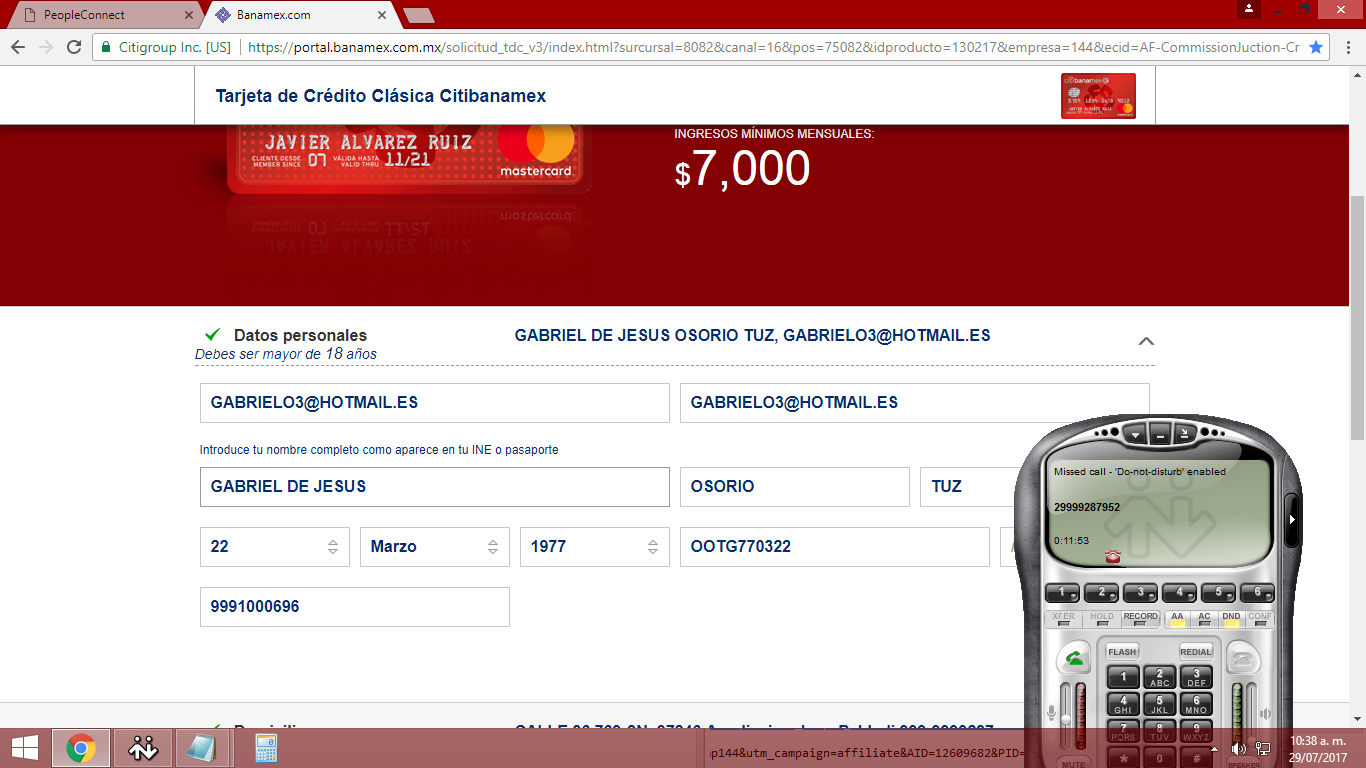 PeopleConnect
Banamex.com
Citigroup Inc. [US] https://portal.banamex.com.mx/solicitud_tdc_v3/index.html?surcursal=8082&canal=16&pos=75082&idproducto=130217&empresa=144&ecid=AF-CommissionJuction-Cr
Tarjeta de Crédito Clásica Citibanamex
citibanamex
JAVIER ALVAREZ RUIZ
CLIENTE DESDE
MEMBER SINCE 07 VÁLIDA HASTA
VALID THRU 11/21
mastercard
INGRESOS MÍNIMOS MENSUALES:
$7,000
Datos personales
GABRIEL DE JESUS OSORIO TUZ, GABRIELO3@HOTMAIL.ES
Debes ser mayor de 18 años
GABRIELO3@HOTMAIL.ES
GABRIELO3@HOTMAIL.ES
Introduce tu nombre completo como aparece en tu INE o pasaporte
GABRIEL DE JESUS
OSORIO
TUZ
22
Marzo
1977
OOTG770322
9991000696
Missed call - 'Do-not-disturb' enabled
29999287952
0:11:53
1 2 3 4 5 6
XFER HOLD RECORD AA AC DND CONF
FLASH REDIAL
1 2 ABC 3 DEF
4 GHI 5 JKL 6 MNO
7 PQRS 8 TUV 9 WXYZ
* 0 #
MUTE SPEAKER
p144&utm_campaign=affiliate&AID=12609682&PID=
10:38 a. m.
29/07/2017